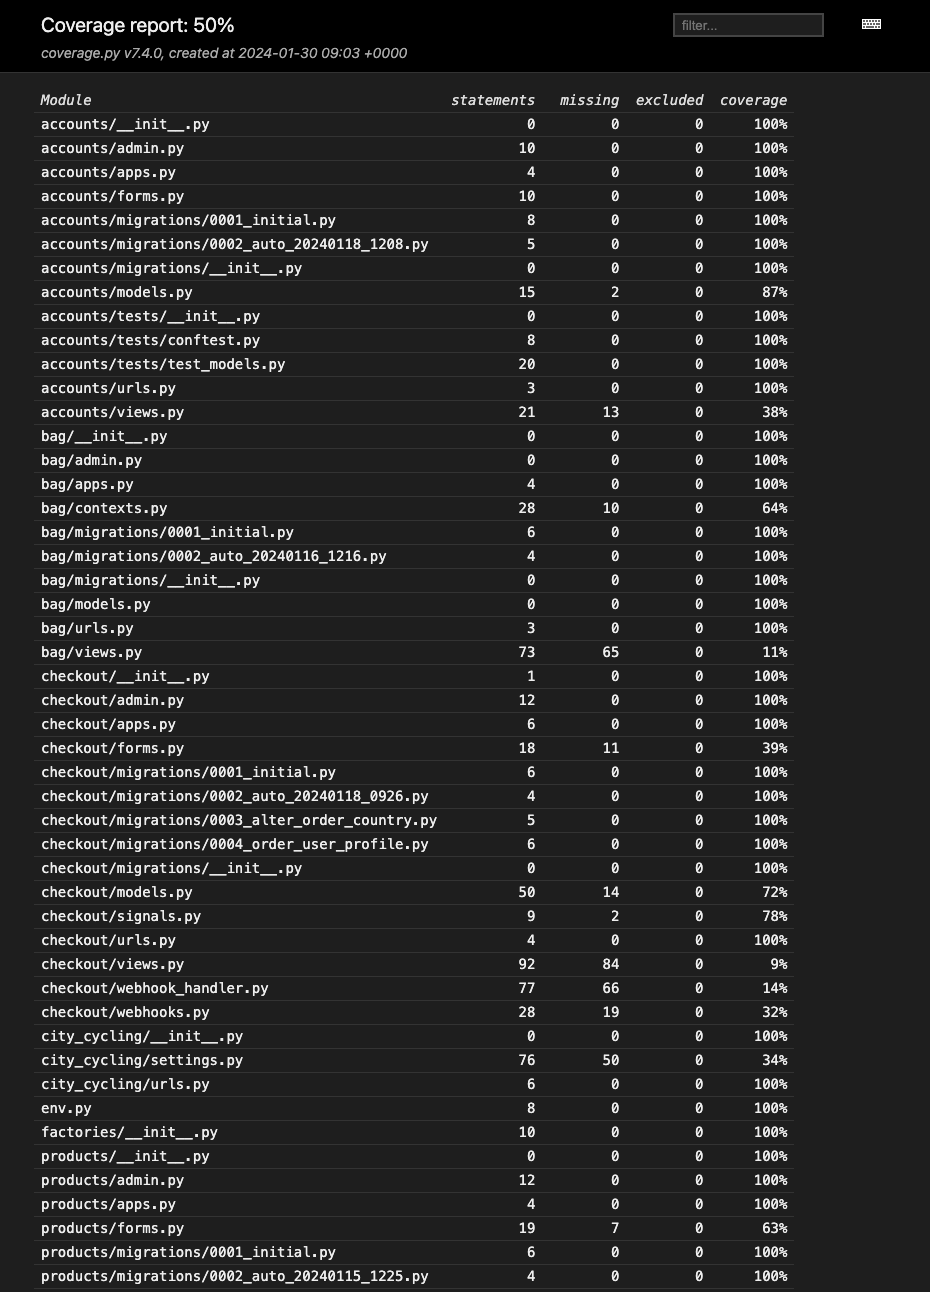 Coverage report: 50%
filter...
coverage.py v7.4.0, created at 2024-01-30 09:03 +0000
Module statements missing excluded coverage
accounts/__init__.py 0 0 0 100%
accounts/admin.py 10 0 0 100%
accounts/apps.py 4 0 0 100%
accounts/forms.py 10 0 0 100%
accounts/migrations/0001_initial.py 8 0 0 100%
accounts/migrations/0002_auto_20240118_1208.py 5 0 0 100%
accounts/migrations/__init__.py 0 0 0 100%
accounts/models.py 15 2 0 87%
accounts/tests/__init__.py 0 0 0 100%
accounts/tests/conftest.py 8 0 0 100%
accounts/tests/test_models.py 20 0 0 100%
accounts/urls.py 3 0 0 100%
accounts/views.py 21 13 0 38%
bag/__init__.py 0 0 0 100%
bag/admin.py 0 0 0 100%
bag/apps.py 4 0 0 100%
bag/contexts.py 28 10 0 64%
bag/migrations/0001_initial.py 6 0 0 100%
bag/migrations/0002_auto_20240116_1216.py 4 0 0 100%
bag/migrations/__init__.py 0 0 0 100%
bag/models.py 0 0 0 100%
bag/urls.py 3 0 0 100%
bag/views.py 73 65 0 11%
checkout/__init__.py 1 0 0 100%
checkout/admin.py 12 0 0 100%
checkout/apps.py 6 0 0 100%
checkout/forms.py 18 11 0 39%
checkout/migrations/0001_initial.py 6 0 0 100%
checkout/migrations/0002_auto_20240118_0926.py 4 0 0 100%
checkout/migrations/0003_alter_order_country.py 5 0 0 100%
checkout/migrations/0004_order_user_profile.py 6 0 0 100%
checkout/migrations/__init__.py 0 0 0 100%
checkout/models.py 50 14 0 72%
checkout/signals.py 9 2 0 78%
checkout/urls.py 4 0 0 100%
checkout/views.py 92 84 0 9%
checkout/webhook_handler.py 77 66 0 14%
checkout/webhooks.py 28 19 0 32%
city_cycling/__init__.py 0 0 0 100%
city_cycling/settings.py 76 50 0 34%
city_cycling/urls.py 6 0 0 100%
env.py 8 0 0 100%
factories/__init__.py 10 0 0 100%
products/__init__.py 0 0 0 100%
products/admin.py 12 0 0 100%
products/apps.py 4 0 0 100%
products/forms.py 19 7 0 63%
products/migrations/0001_initial.py 6 0 0 100%
products/migrations/0002_auto_20240115_1225.py 4 0 0 100%